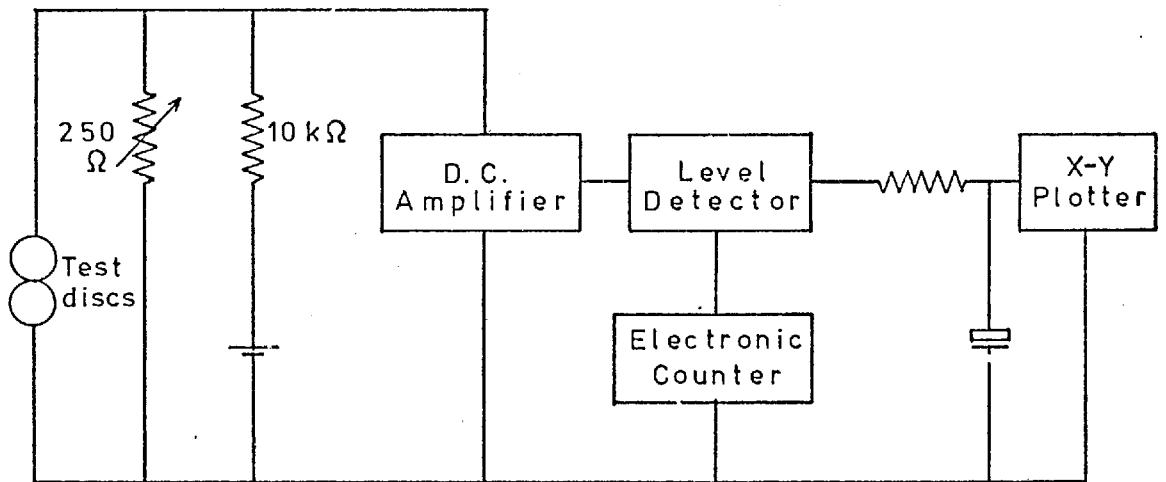 250
Ω
10 kΩ
Test
discs
D.C.
Amplifier
Level
Detector
X-Y
Plotter
Electronic
Counter